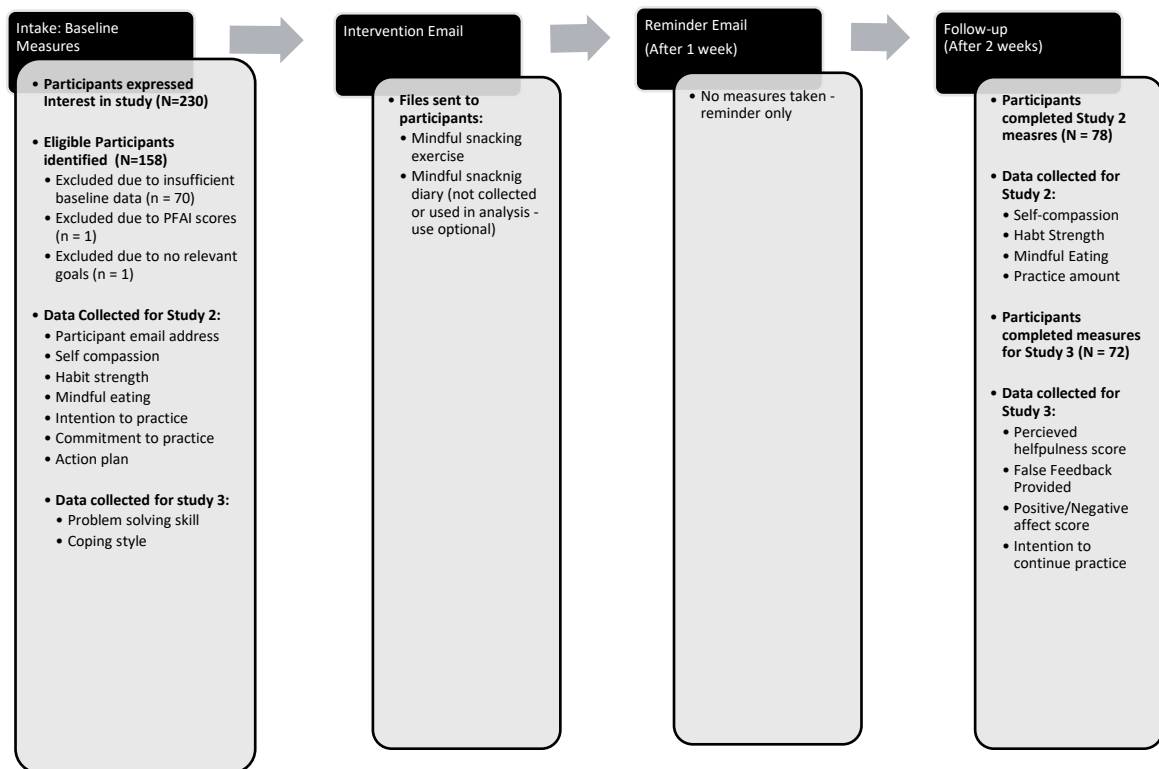 Intake: Baseline
Measures
• Participants expressed
Interest in study (N=230)
• Eligible Participants
identified  (N=158)
• Excluded due to insufficient
baseline data (n = 70)
• Excluded due to PFAI scores
(n = 1)
• Excluded due to no relevant
goals (n = 1)
• Data Collected for Study 2:
• Participant email address
• Self compassion
• Habit strength
• Mindful eating
• Intention to practice
• Commitment to practice
• Action plan
• Data collected for study 3:
• Problem solving skill
• Coping style
Intervention Email
• Files sent to
participants:
• Mindful snacking
exercise
• Mindful snacknig
diary (not collected
or used in analysis -
use optional)
Reminder Email
(After 1 week)
• No measures taken -
reminder only
Follow-up
(After 2 weeks)
• Participants
completed Study 2
measres (N = 78)
• Data collected for
Study 2:
• Self-compassion
• Habt Strength
• Mindful Eating
• Practice amount
• Participants
completed measures
for Study 3 (N = 72)
• Data collected for
Study 3:
• Percieved
helfpulness score
• False Feedback
Provided
• Positive/Negative
affect score
• Intention to
continue practice